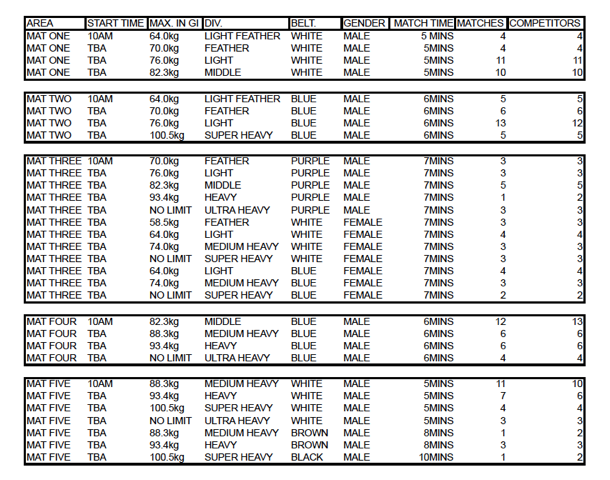 AREA START TIME MAX. IN GI DIV. BELT. GENDER MATCH TIME MATCHES COMPETITORS
MAT ONE 10AM 64.0kg LIGHT FEATHER WHITE MALE 5 MINS 4 4
MAT ONE TBA 70.0kg FEATHER WHITE MALE 5MINS 4 4
MAT ONE TBA 76.0kg LIGHT WHITE MALE 5MINS 11 11
MAT ONE TBA 82.3kg MIDDLE WHITE MALE 5MINS 10 10
MAT TWO 10AM 64.0kg LIGHT FEATHER BLUE MALE 6MINS 5 5
MAT TWO TBA 70.0kg FEATHER BLUE MALE 6MINS 6 6
MAT TWO TBA 76.0kg LIGHT BLUE MALE 6MINS 13 12
MAT TWO TBA 100.5kg SUPER HEAVY BLUE MALE 6MINS 5 5
MAT THREE 10AM 70.0kg FEATHER PURPLE MALE 7MINS 3 3
MAT THREE TBA 76.0kg LIGHT PURPLE MALE 7MINS 3 3
MAT THREE TBA 82.3kg MIDDLE PURPLE MALE 7MINS 5 5
MAT THREE TBA 93.4kg HEAVY PURPLE MALE 7MINS 1 2
MAT THREE TBA NO LIMIT ULTRA HEAVY PURPLE MALE 7MINS 3 3
MAT THREE TBA 58.5kg FEATHER WHITE FEMALE 7MINS 3 3
MAT THREE TBA 64.0kg LIGHT WHITE FEMALE 7MINS 4 4
MAT THREE TBA 74.0kg MEDIUM HEAVY WHITE FEMALE 7MINS 3 3
MAT THREE TBA NO LIMIT SUPER HEAVY WHITE FEMALE 7MINS 3 3
MAT THREE TBA 64.0kg LIGHT BLUE FEMALE 7MINS 4 4
MAT THREE TBA 74.0kg MEDIUM HEAVY BLUE FEMALE 7MINS 3 3
MAT THREE TBA NO LIMIT SUPER HEAVY BLUE FEMALE 7MINS 2 2
MAT FOUR 10AM 82.3kg MIDDLE BLUE MALE 6MINS 12 13
MAT FOUR TBA 88.3kg MEDIUM HEAVY BLUE MALE 6MINS 6 6
MAT FOUR TBA 93.4kg HEAVY BLUE MALE 6MINS 6 6
MAT FOUR TBA NO LIMIT ULTRA HEAVY BLUE MALE 6MINS 4 4
MAT FIVE 10AM 88.3kg MEDIUM HEAVY WHITE MALE 5MINS 11 10
MAT FIVE TBA 93.4kg HEAVY WHITE MALE 5MINS 7 6
MAT FIVE TBA 100.5kg SUPER HEAVY WHITE MALE 5MINS 4 4
MAT FIVE TBA NO LIMIT ULTRA HEAVY WHITE MALE 5MINS 3 3
MAT FIVE TBA 88.3kg MEDIUM HEAVY BROWN MALE 8MINS 1 2
MAT FIVE TBA 93.4kg HEAVY BROWN MALE 8MINS 3 3
MAT FIVE TBA 100.5kg SUPER HEAVY BLACK MALE 10MINS 1 2